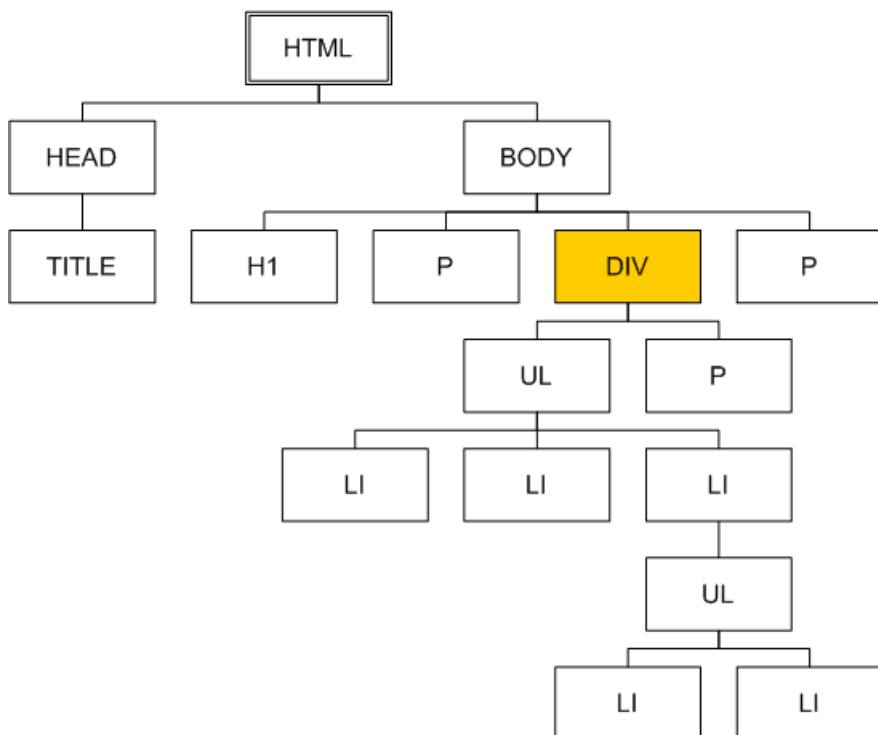 HTML
HEAD BODY
TITLE H1 P DIV P
UL P
LI LI LI
UL
LI LI